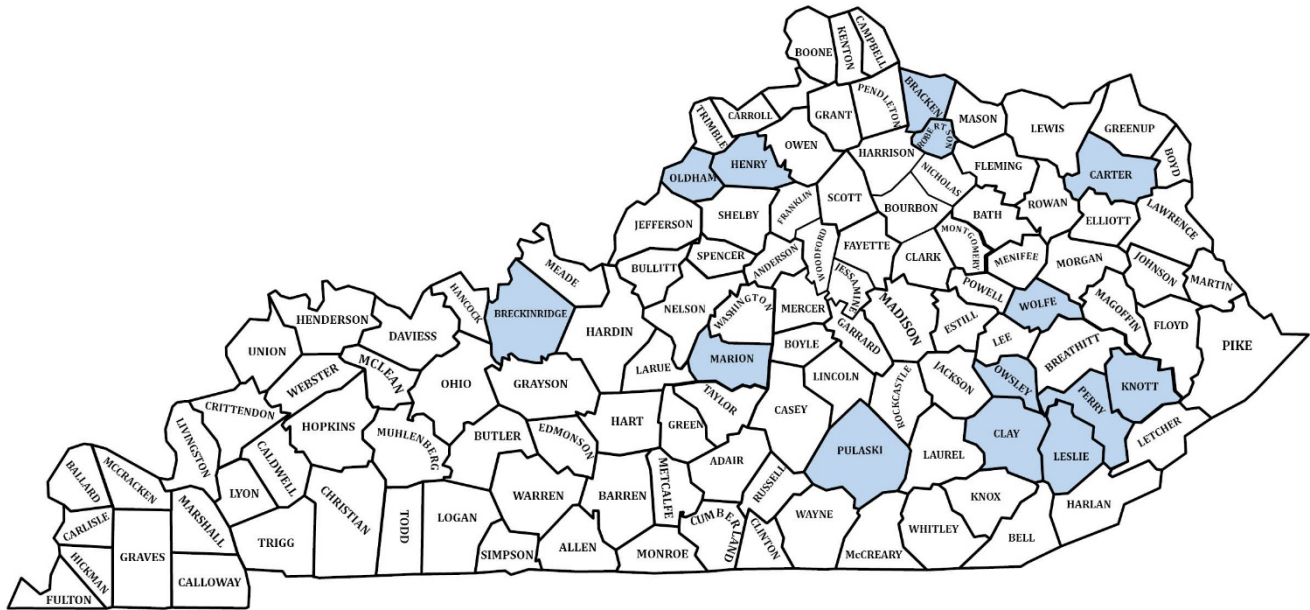 BOONE
KENTON
CAMPBELL
BRACKEN
PENDLETON
GRANT
CARROLL
TRIMBLE
OWEN
ROBERTSON
MASON
LEWIS
GREENUP
BOYD
HENRY
OLDHAM
HARRISON
FLEMING
CARTER
NICHOLAS
ROWAN
JEFFERSON
SHELBY
FRANKLIN
SCOTT
BOURBON
BATH
ELLIOTT
LAWRENCE
MONTGOMERY
SPENCER
ANDERSON
WOODFORD
FAYETTE
CLARK
MENIFEE
MORGAN
JOHNSON
MARTIN
MEADE
BULLITT
JESSAMINE
POWELL
WOLFE
MAGOFFIN
HANCOCK
BRECKINRIDGE
NELSON
WASHINGTON
MERCER
MADISON
ESTILL
FLOYD
HENDERSON
DAVIESS
HARDIN
GARRARD
LEE
BREATHITT
PIKE
UNION
MCLEAN
MARION
BOYLE
WEBSTER
OHIO
GRAYSON
LARUE
LINCOLN
ROCKCASTLE
JACKSON
OWSLEY
KNOTT
PERRY
CRITTENDON
TAYLOR
CASEY
LIVINGSTON
HOPKINS
MUHLENBERG
BUTLER
EDMONSON
HART
GREEN
CLAY
LETCHER
CALDWELL
ADAIR
PULASKI
LAUREL
LESLIE
BALLARD
MCCRACKEN
LYON
METCALFE
RUSSELL
WARREN
BARREN
KNOX
HARLAN
CARLISLE
MARSHALL
CHRISTIAN
TODD
LOGAN
CUMBERLAND
CLINTON
WAYNE
WHITLEY
BELL
TRIGG
GRAVES
SIMPSON
ALLEN
MONROE
McCREARY
HICKMAN
CALLOWAY
FULTON